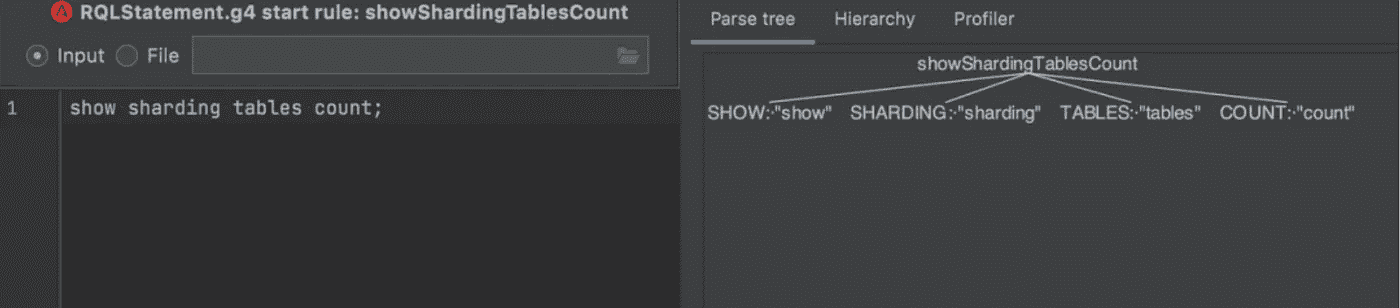 RQLStatement.g4 start rule: showShardingTablesCount
Input File
1 show sharding tables count;
Parse tree Hierarchy Profiler
showShardingTablesCount
SHOW:·"show" SHARDING:·"sharding" TABLES:·"tables" COUNT:·"count"